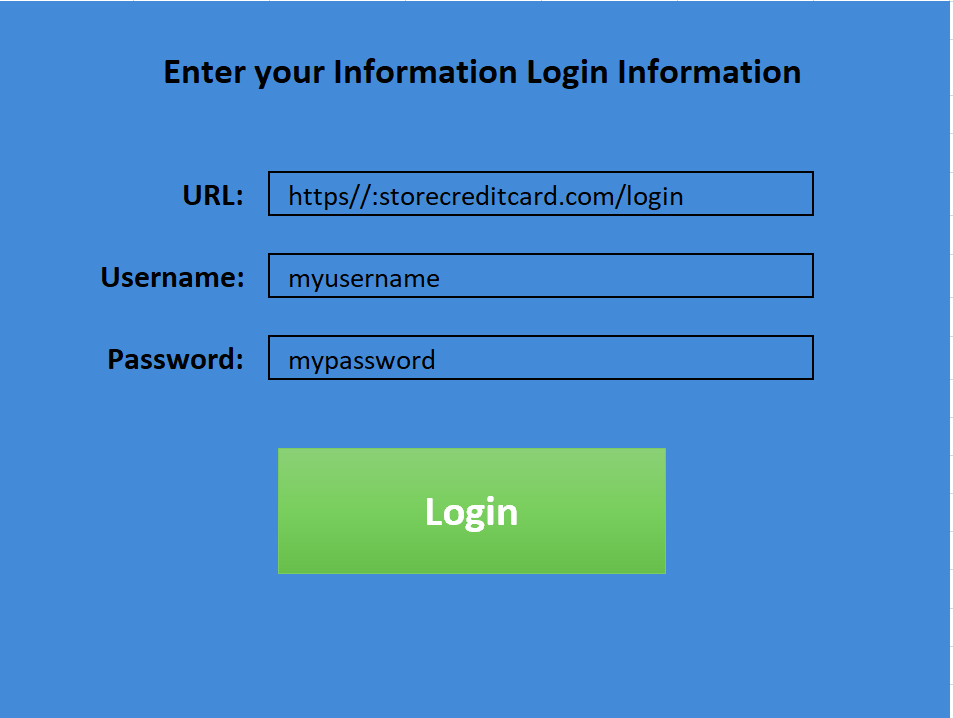 Enter your Information Login Information
URL: https//:storecreditcard.com/login
Username: myusername
Password: mypassword
Login